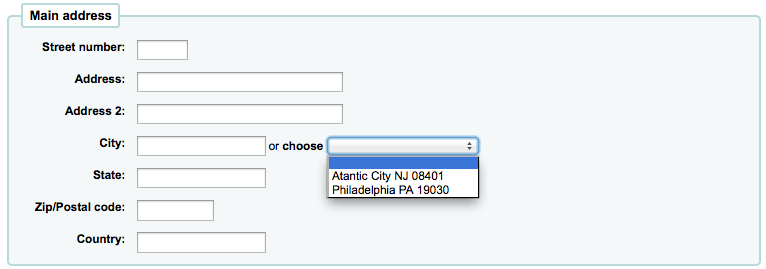 Main address
Street number:
Address:
Address 2:
City: or choose
Atantic City NJ 08401
Philadelphia PA 19030
State:
Zip/Postal code:
Country: